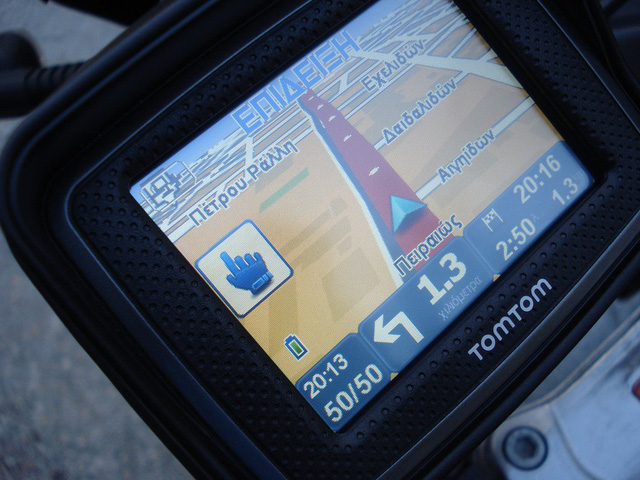 ΕΠΙΔΕΙΞΗ
Εχελιδών
Δαιδαλιδών
Πέτρου Ράλλη
Αιγηίδων
Πειραιώς
20:13
50/50
1.3
χιλιόμετρα
20:16
2:50
1.3
TOMTOM